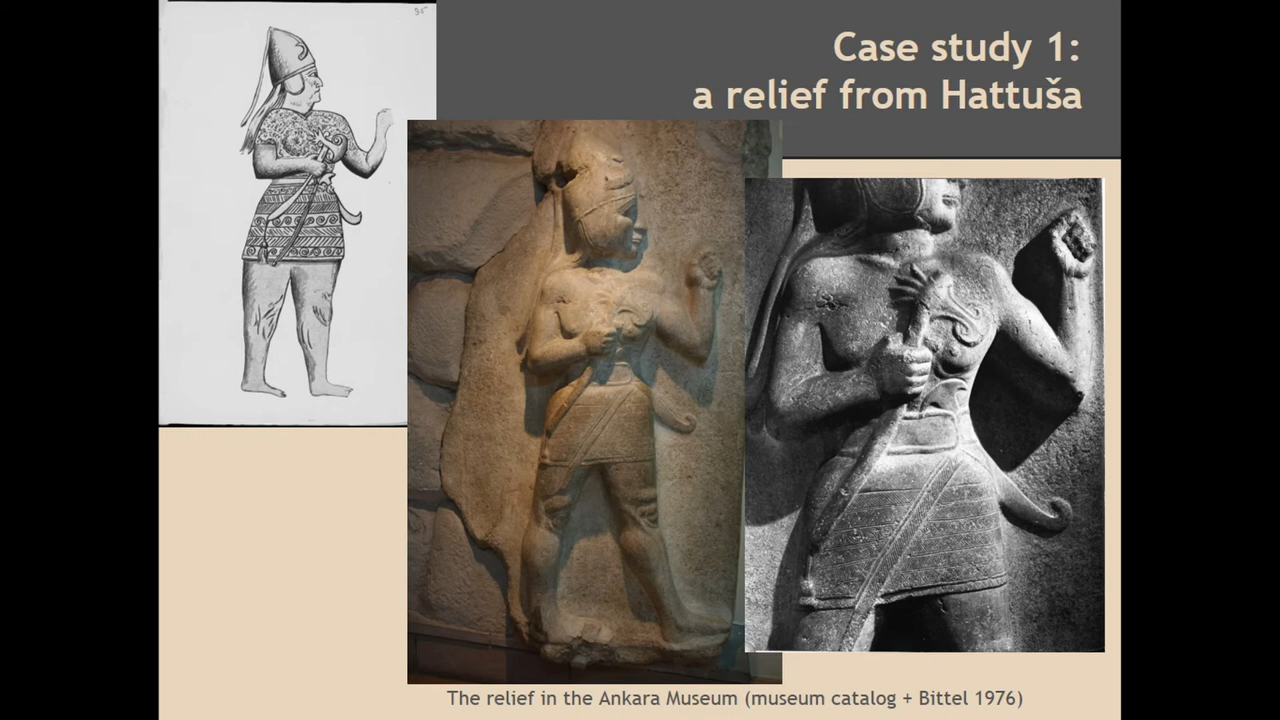 Case study 1:
a relief from Hattuša
The relief in the Ankara Museum (museum catalog + Bittel 1976)